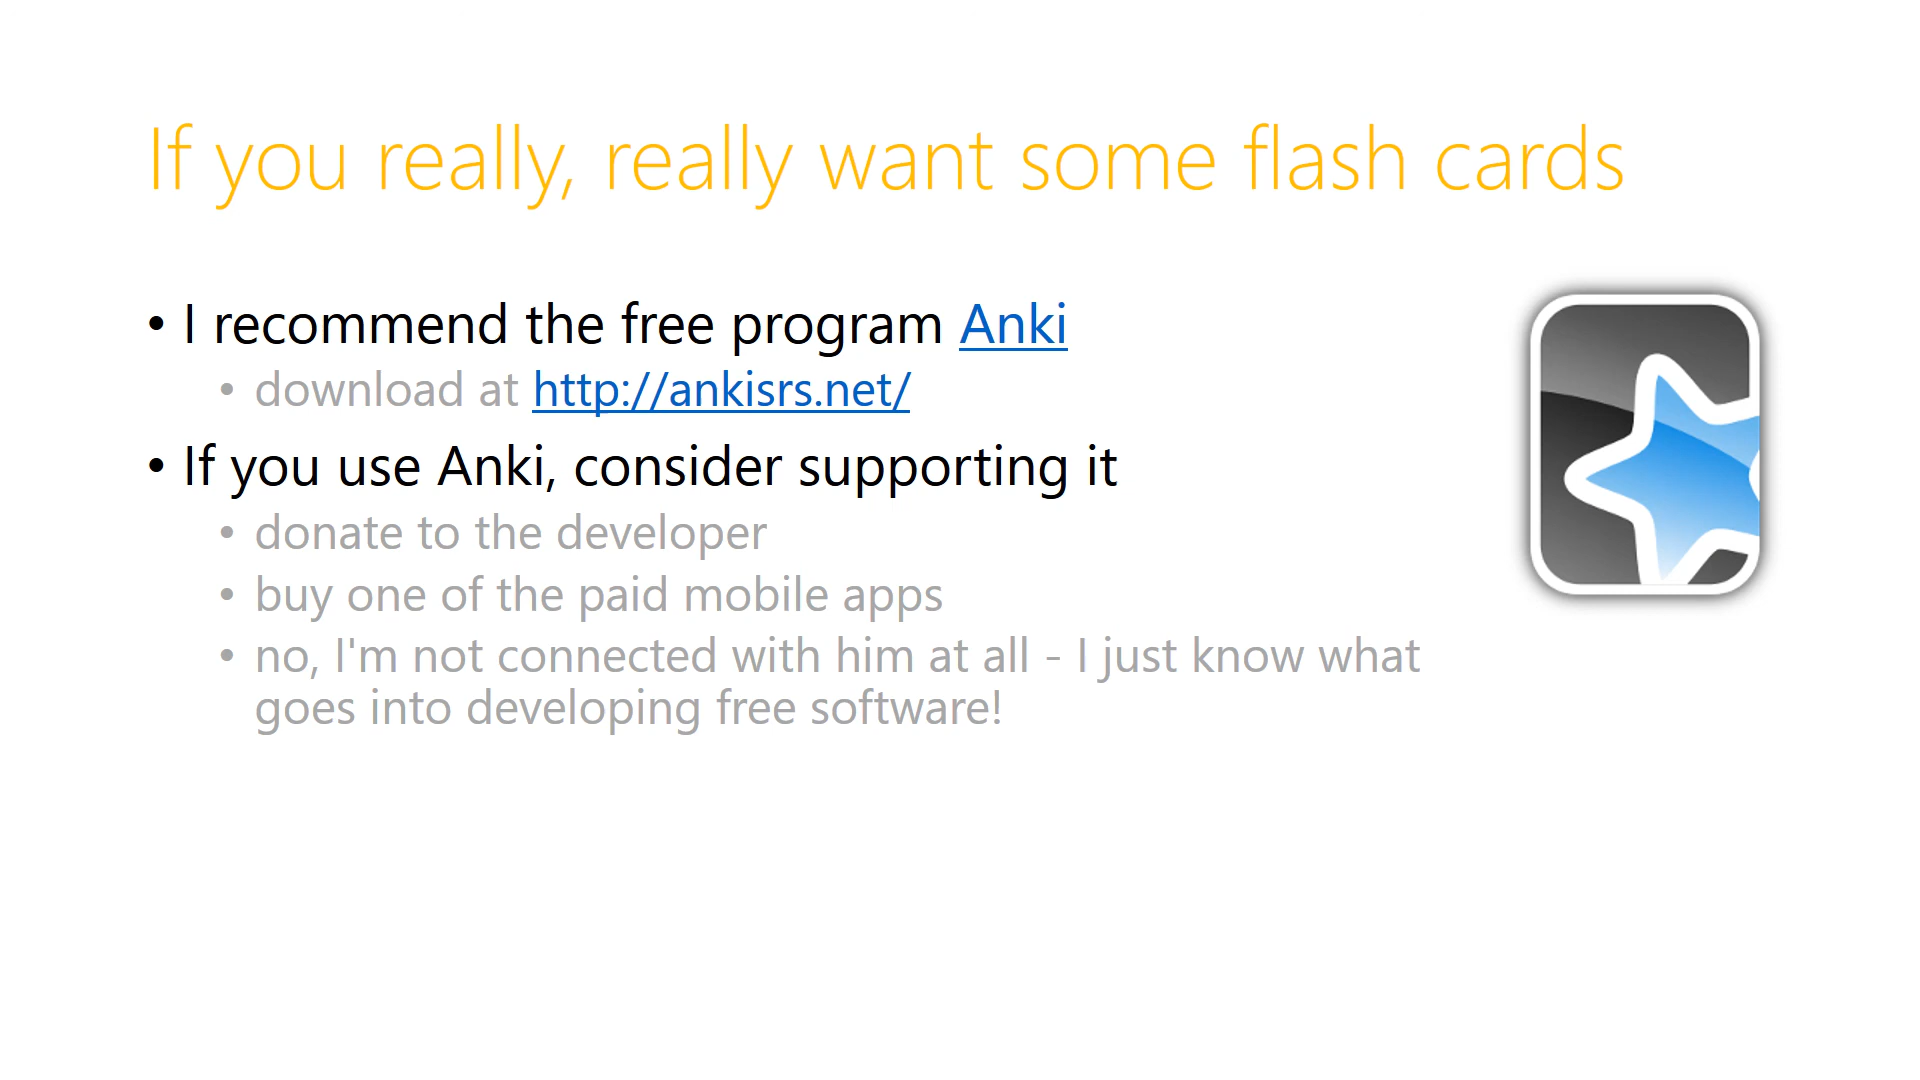 If you really, really want some flash cards
• I recommend the free program Anki
• download at http://ankisrs.net/
• If you use Anki, consider supporting it
• donate to the developer
• buy one of the paid mobile apps
• no, I'm not connected with him at all - I just know what
goes into developing free software!